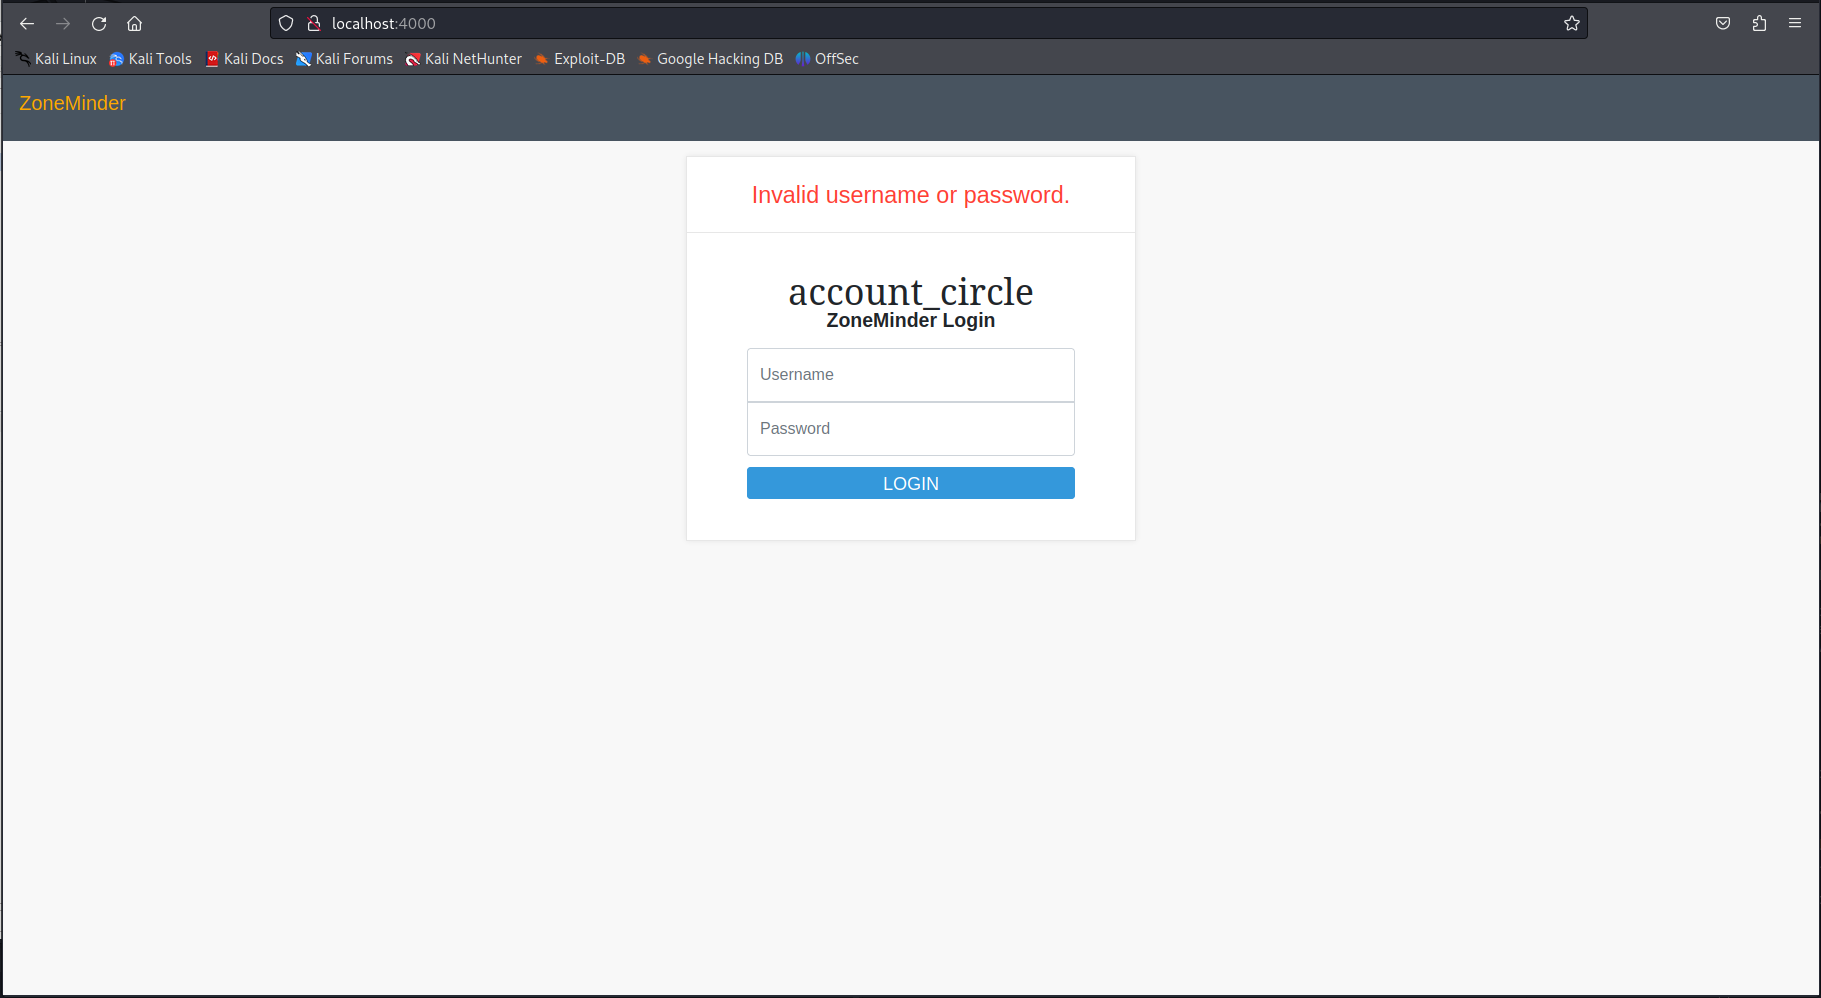 localhost:4000
Kali Linux Kali Tools Kali Docs Kali Forums Kali NetHunter Exploit-DB Google Hacking DB OffSec
ZoneMinder
Invalid username or password.
account_circle
ZoneMinder Login
Username
Password
LOGIN